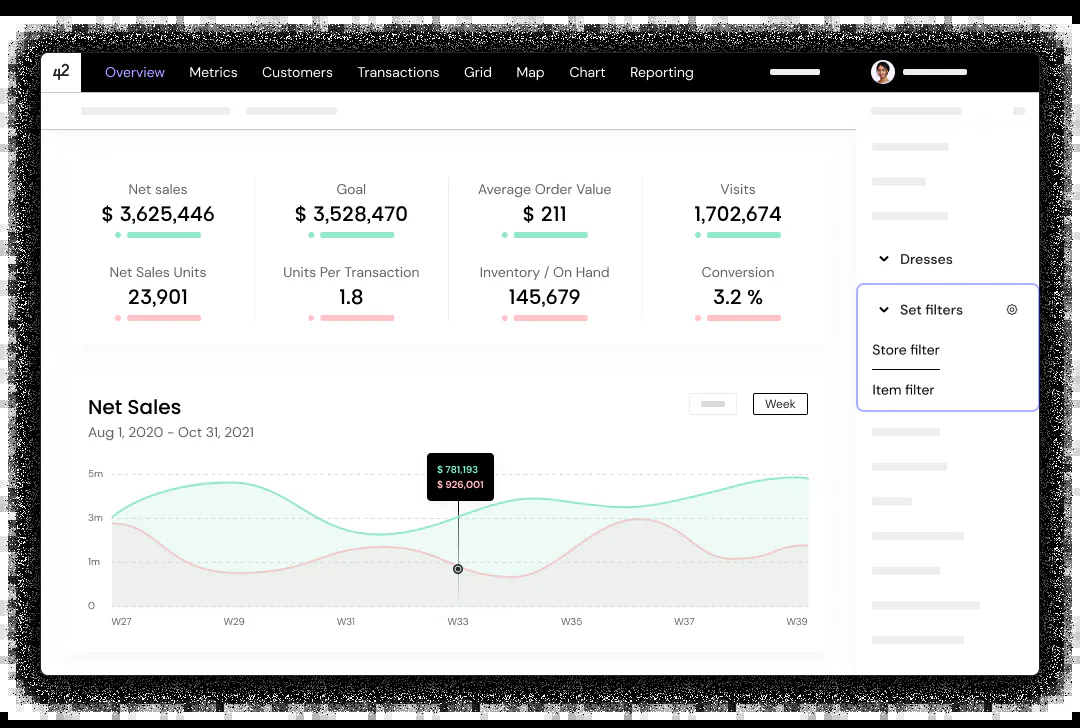 42
Overview Metrics Customers Transactions Grid Map Chart Reporting
Net sales Goal Average Order Value Visits
$ 3,625,446 $ 3,528,470 $ 211 1,702,674
Net Sales Units Units Per Transaction Inventory / On Hand Conversion
23,901 1.8 145,679 3.2 %
Dresses
Set filters
Store filter
Item filter
Net Sales
Week
Aug 1, 2020 - Oct 31, 2021
$ 781,193
$ 926,001
5m
3m
1m
0
W27 W29 W31 W33 W35 W37 W39